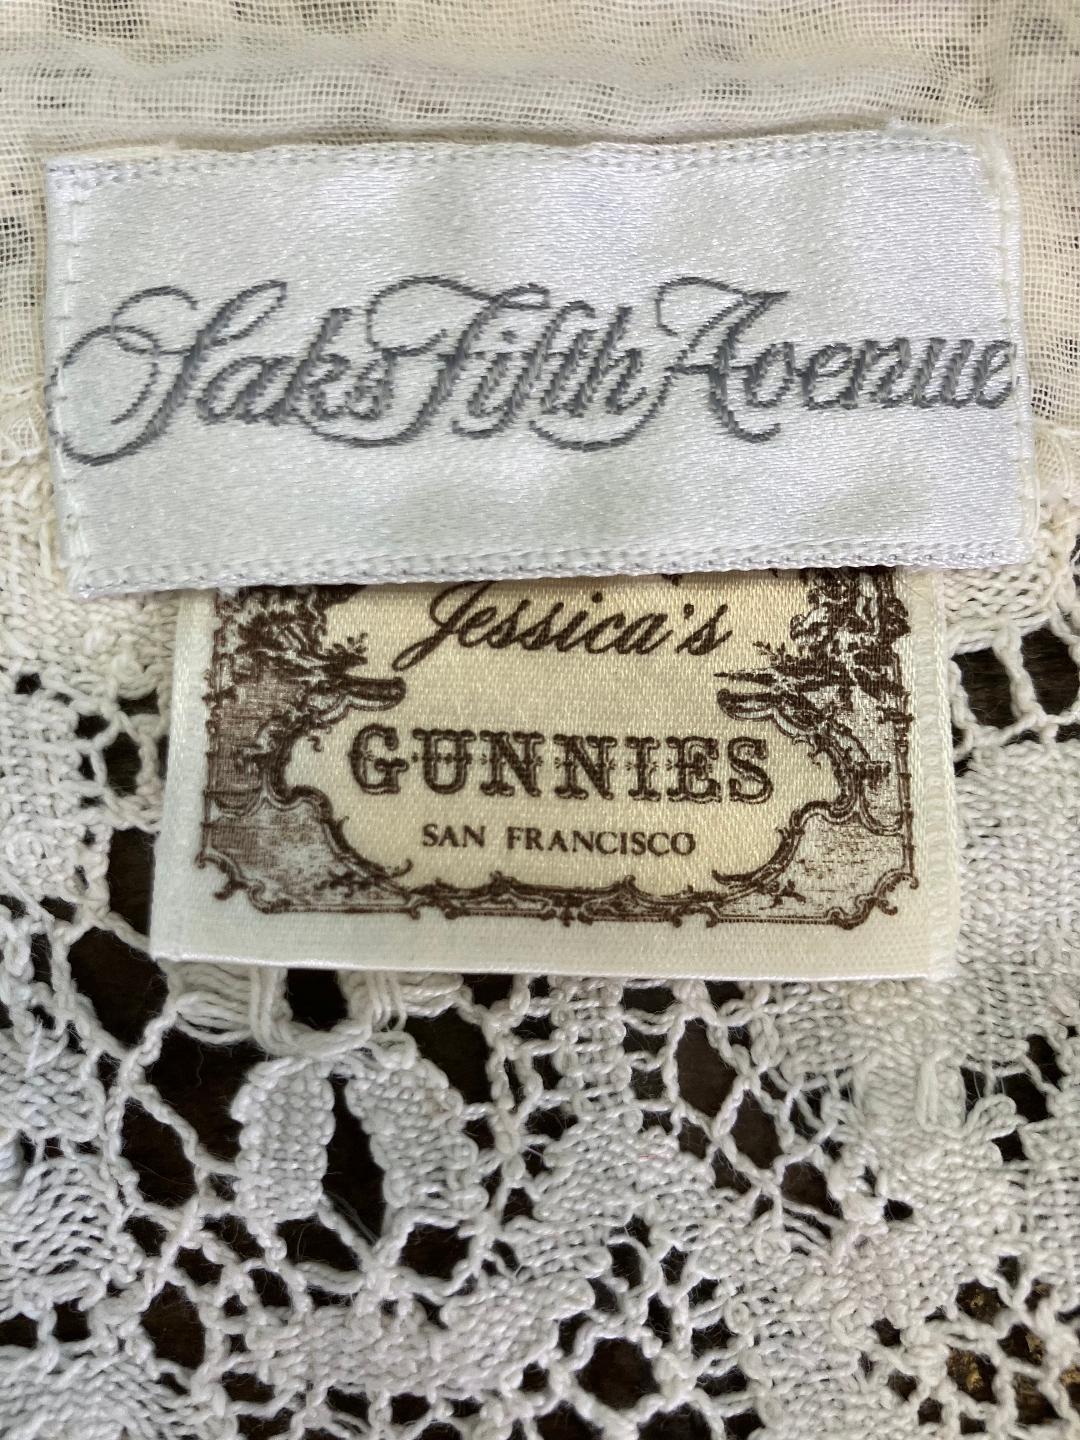 Saks Fifth Avenue
Jessica's
GUNNIES
SAN FRANCISCO